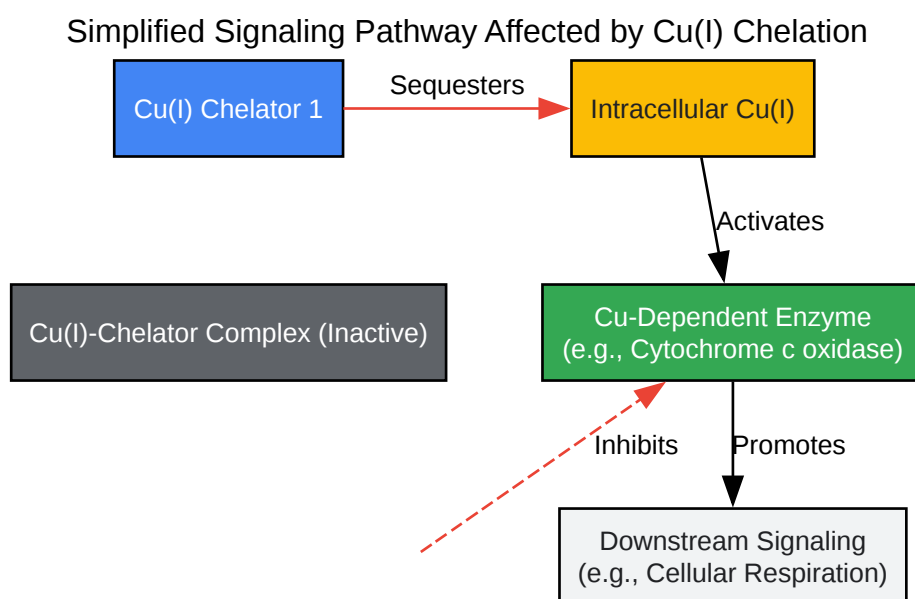 Simplified Signaling Pathway Affected by Cu(I) Chelation
Cu(I) Chelator 1
Sequesters
Intracellular Cu(I)
Activates
Cu(I)-Chelator Complex (Inactive)
Cu-Dependent Enzyme
(e.g., Cytochrome c oxidase)
Inhibits
Promotes
Downstream Signaling
(e.g., Cellular Respiration)